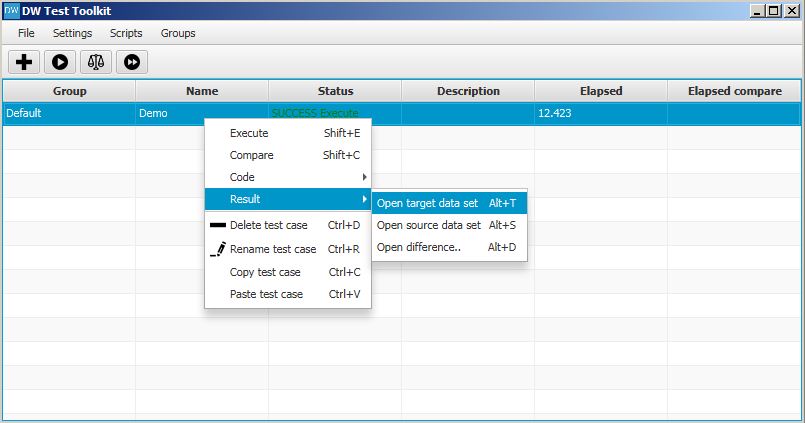 DW DW Test Toolkit
File Settings Scripts Groups
Group Name Status Description Elapsed Elapsed compare
Default Demo SUCCESS Execute 12.423
Execute Shift+E
Compare Shift+C
Code
Result
Open target data set Alt+T
Open source data set Alt+S
Open difference.. Alt+D
Delete test case Ctrl+D
Rename test case Ctrl+R
Copy test case Ctrl+C
Paste test case Ctrl+V